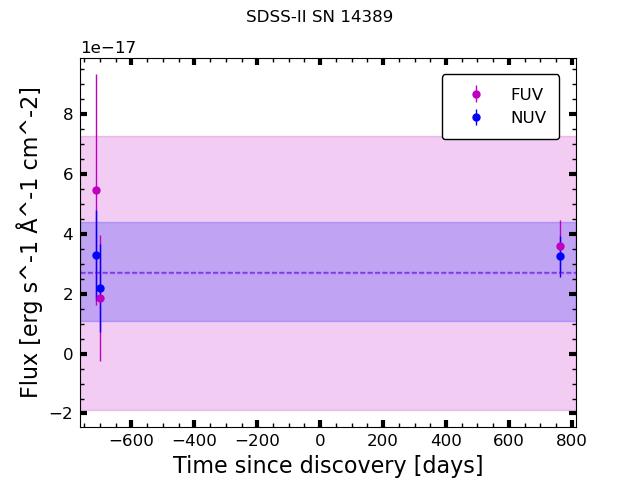 SDSS-II SN 14389
1e−17
FUV
NUV
8
6
4
2
0
−2
Flux [erg s^-1 Å^-1 cm^-2]
−600 −400 −200 0 200 400 600 800
Time since discovery [days]